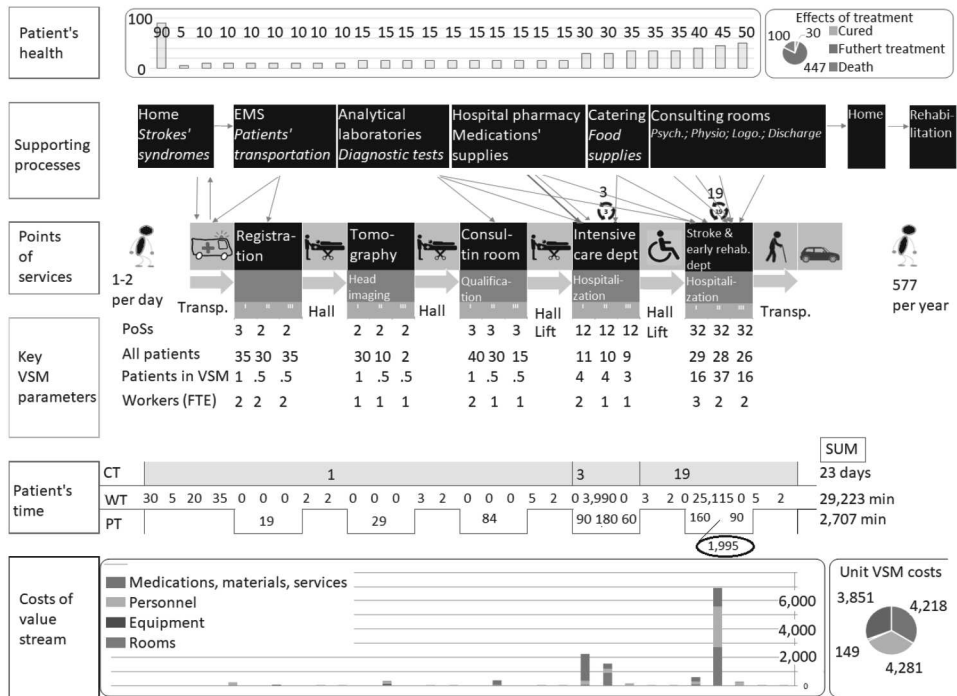 Patient's
health
100
0
90 5 10 10 10 10 10 10 15 15 15 15 15 15 15 15 15 30 30 35 35 35 40 45 50
Effects of treatment
100
30
447
Cured
Futhert treatment
Death
Supporting
processes
Home
Strokes'
syndromes
EMS
Patients'
transportation
Analytical
laboratories
Diagnostic tests
Hospital pharmacy
Medications'
supplies
Catering
Food
supplies
Consulting rooms
Psych.; Physio; Logo.; Discharge
Home
Rehabi-
litation
Points
of
services
1-2
per day
Transp.
Registra-
tion
I II III
Hall
Tomo-
graphy
Head
imaging
I II III
Hall
Consul-
tin room
Qualifica-
tion
I II III
Hall
Lift
3
3
Intensive
care dept
Hospitali-
zation
I II III
Hall
Lift
19
19
Stroke &
early rehab.
dept
Hospitali-
zation
I II III
Transp.
577
per year
Key
VSM
parameters
PoSs 3 2 2 2 2 2 3 3 3 12 12 12 32 32 32
All patients 35 30 35 30 10 2 40 30 15 11 10 9 29 28 26
Patients in VSM 1 .5 .5 1 .5 .5 1 .5 .5 4 4 3 16 37 16
Workers (FTE) 2 2 2 1 1 1 2 1 1 2 1 1 3 2 2
Patient's
time
SUM
CT 1 3 19 23 days
WT 30 5 20 35 0 0 0 2 2 0 0 0 3 2 0 0 0 5 2 0 3,990 0 3 2 0 25,115 0 5 2 29,223 min
PT 19 29 84 90 180 60 160 90 2,707 min
1,995
Costs of
value
stream
Medications, materials, services
Personnel
Equipment
Rooms
6,000
4,000
2,000
0
Unit VSM costs
3,851
4,218
149
4,281